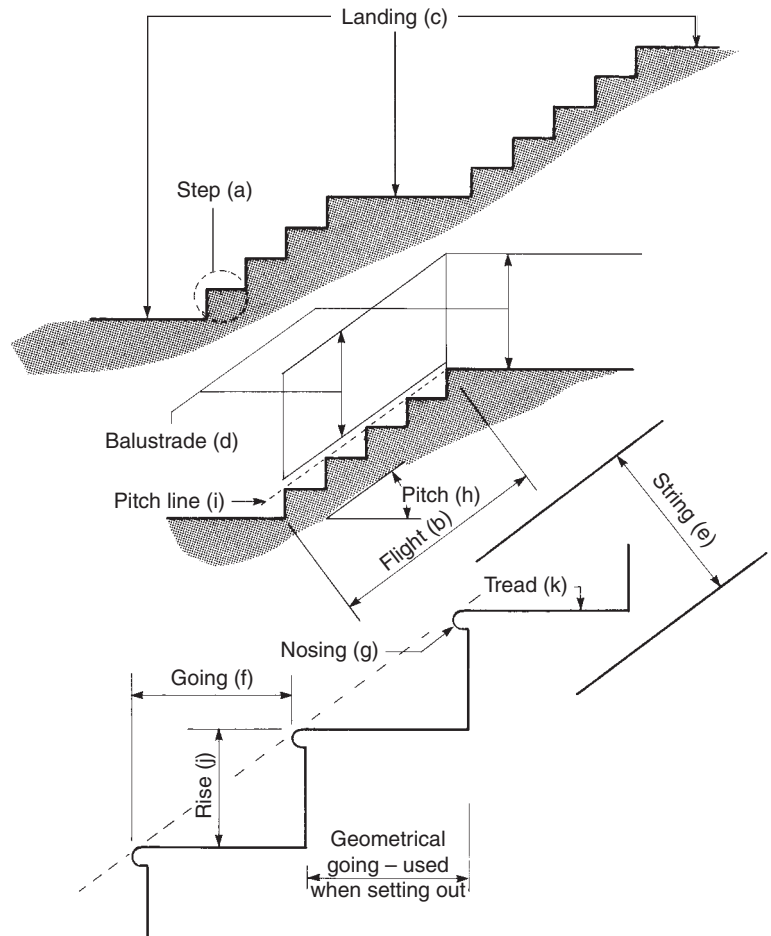 Landing (c)
Step (a)
Balustrade (d)
Pitch line (i)
Pitch (h)
Flight (b)
String (e)
Tread (k)
Nosing (g)
Going (f)
Rise (j)
Geometrical
going – used
when setting out